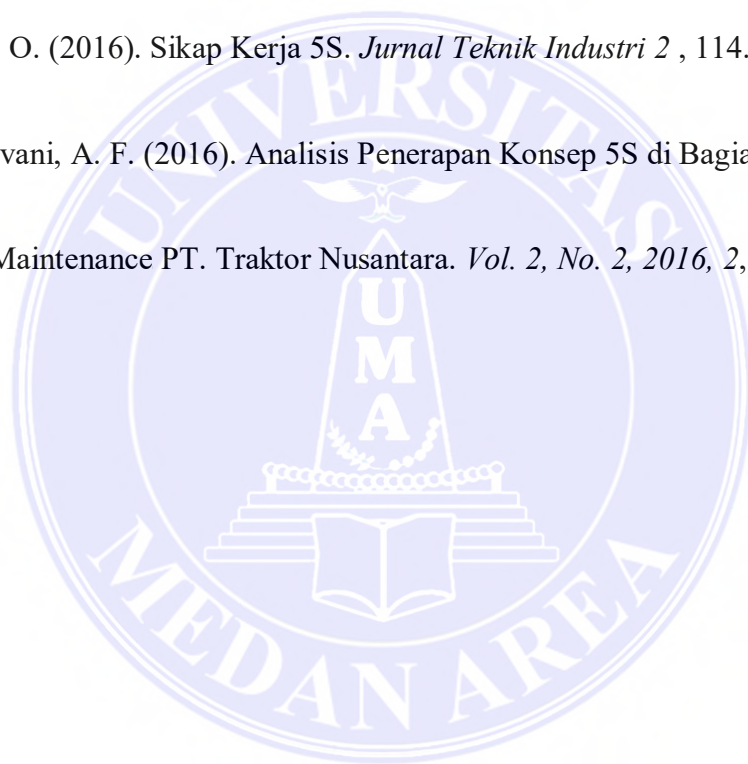 O. (2016). Sikap Kerja 5S. Jurnal Teknik Industri 2 , 114.
vani, A. F. (2016). Analisis Penerapan Konsep 5S di Bagia
Maintenance PT. Traktor Nusantara. Vol. 2, No. 2, 2016, 2,
UNIVERSITAS
UMA
MEDAN AREA